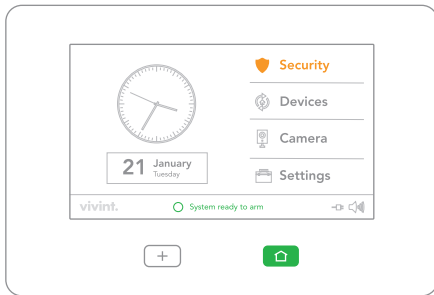 Security
Devices
Camera
21 January
Tuesday
Settings
vivint.
System ready to arm